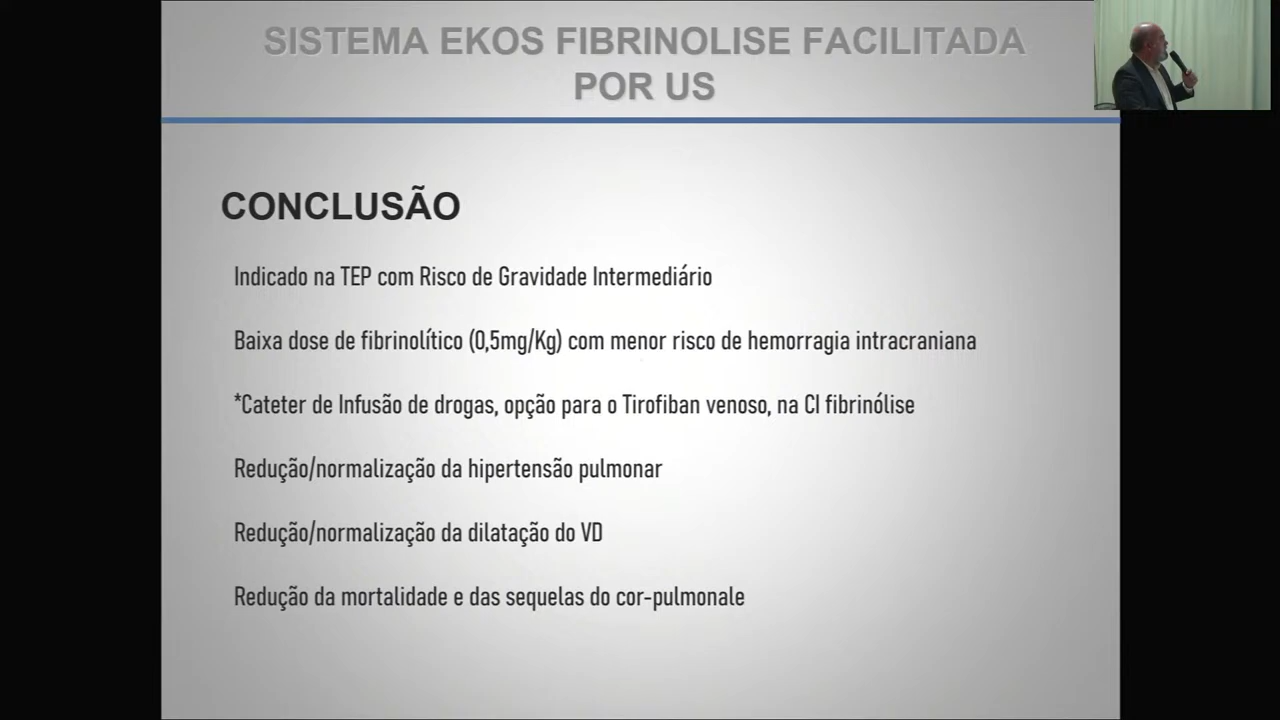 SISTEMA EKOS FIBRINOLISE FACILITADA
POR US
CONCLUSÃO
Indicado na TEP com Risco de Gravidade Intermediário
Baixa dose de fibrinolítico (0,5mg/Kg) com menor risco de hemorragia intracraniana
*Cateter de Infusão de drogas, opção para o Tirofiban venoso, na CI fibrinólise
Redução/normalização da hipertensão pulmonar
Redução/normalização da dilatação do VD
Redução da mortalidade e das sequelas do cor-pulmonale